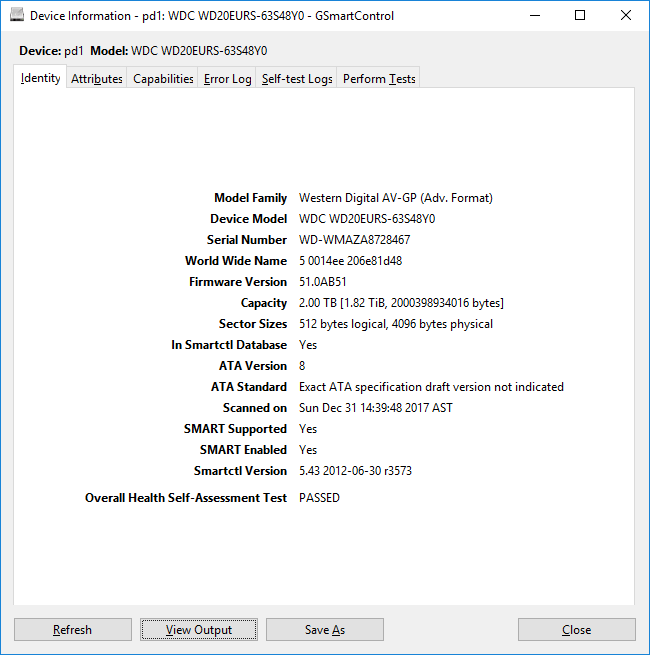 Device Information - pd1: WDC WD20EURS-63S48Y0 - GSmartControl
Device: pd1 Model: WDC WD20EURS-63S48Y0
Identity Attributes Capabilities Error Log Self-test Logs Perform Tests
Model Family Western Digital AV-GP (Adv. Format)
Device Model WDC WD20EURS-63S48Y0
Serial Number WD-WMAZA8728467
World Wide Name 5 0014ee 206e81d48
Firmware Version 51.0AB51
Capacity 2.00 TB [1.82 TiB, 2000398934016 bytes]
Sector Sizes 512 bytes logical, 4096 bytes physical
In Smartctl Database Yes
ATA Version 8
ATA Standard Exact ATA specification draft version not indicated
Scanned on Sun Dec 31 14:39:48 2017 AST
SMART Supported Yes
SMART Enabled Yes
Smartctl Version 5.43 2012-06-30 r3573
Overall Health Self-Assessment Test PASSED
Refresh View Output Save As Close